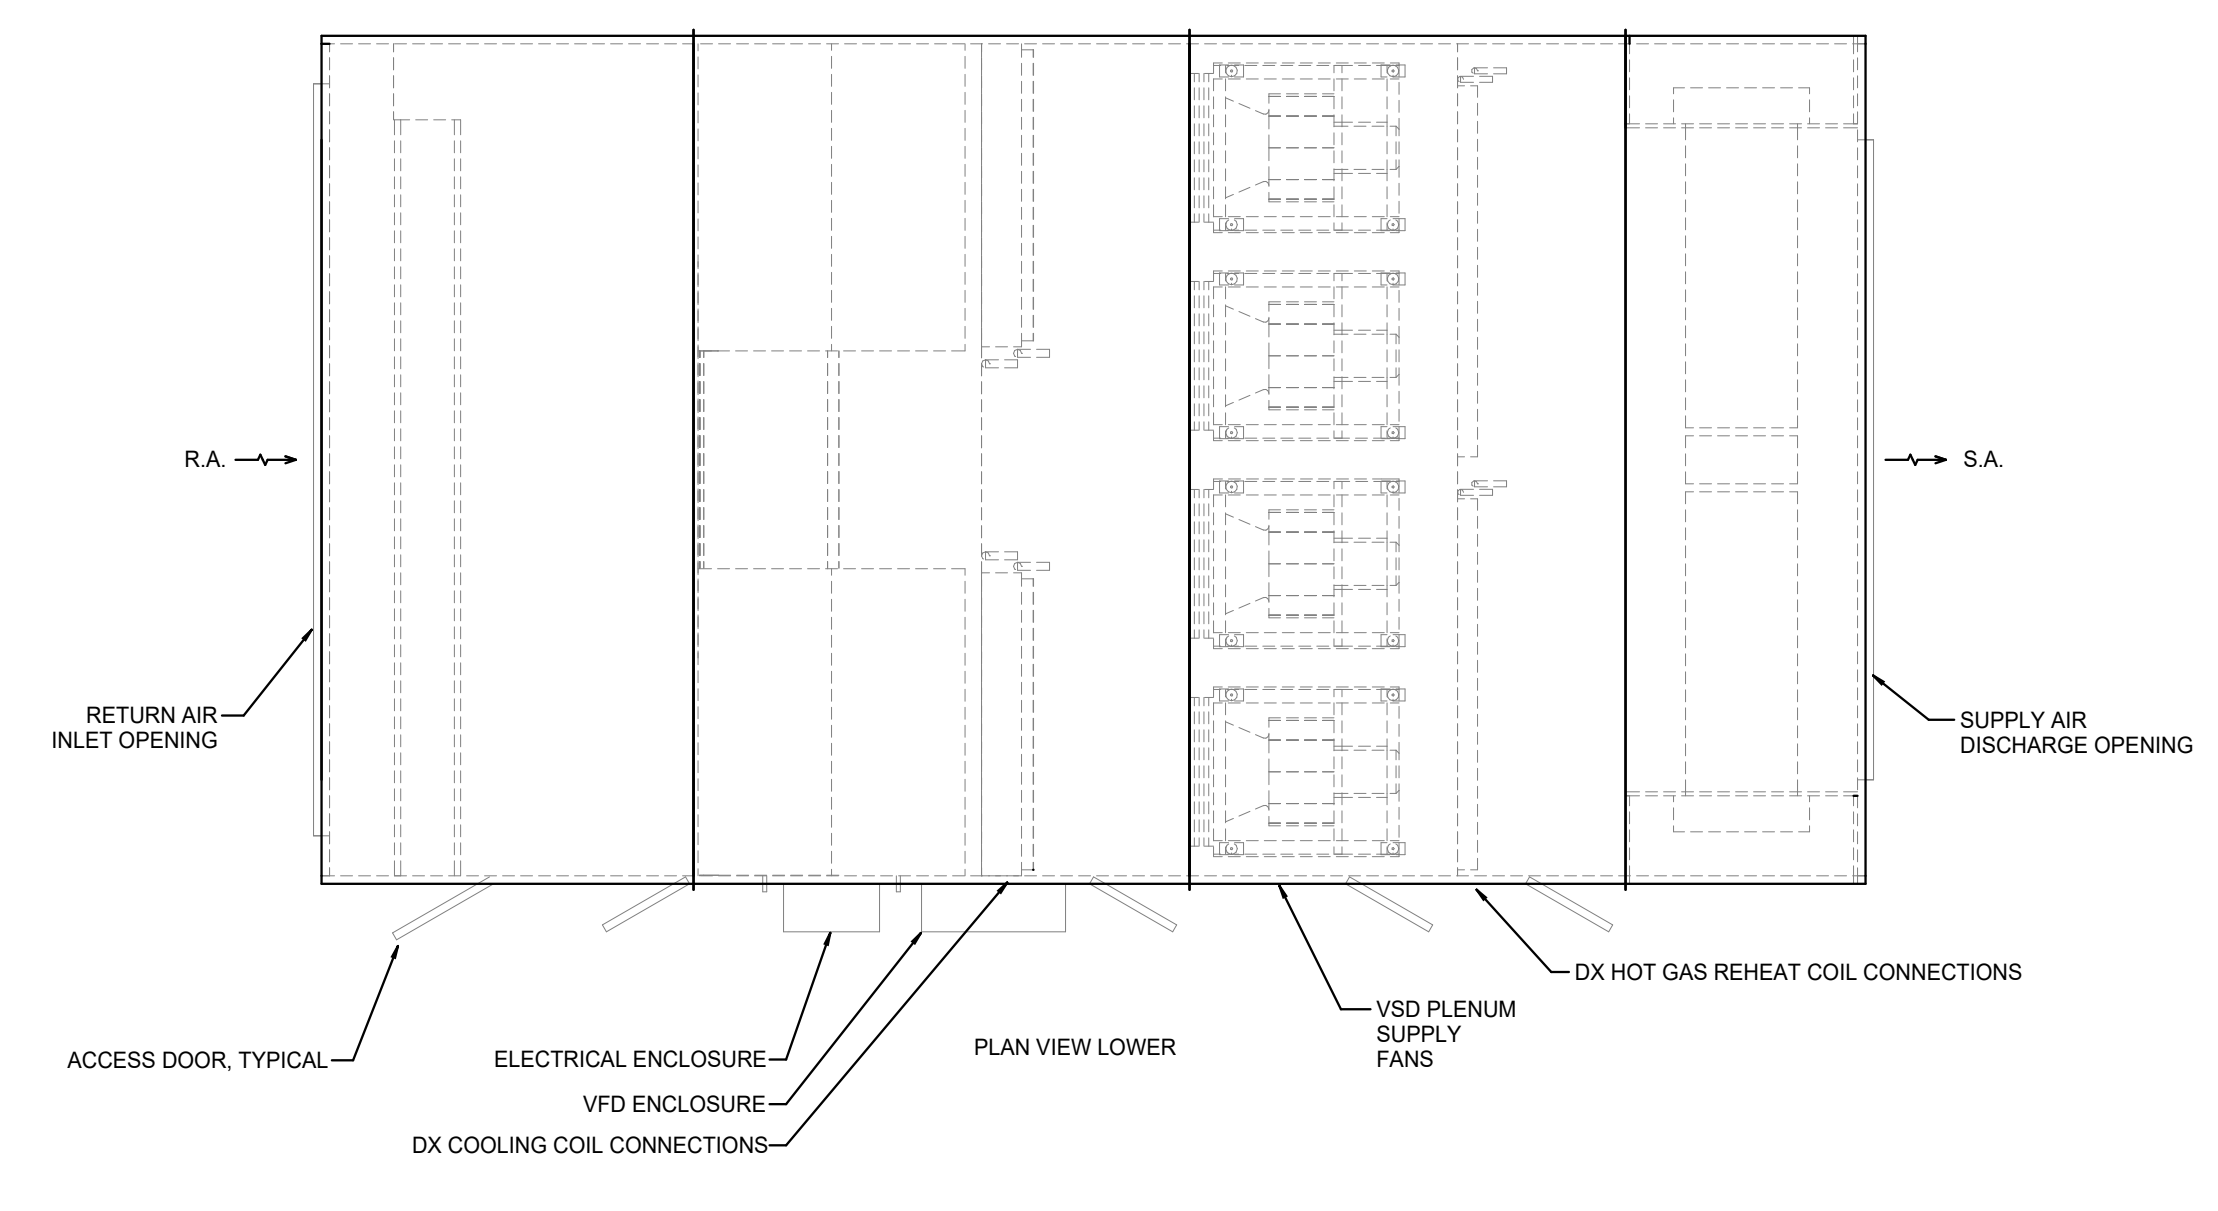 R.A.
S.A.
RETURN AIR
INLET OPENING
SUPPLY AIR
DISCHARGE OPENING
DX HOT GAS REHEAT COIL CONNECTIONS
VSD PLENUM
SUPPLY
FANS
PLAN VIEW LOWER
ACCESS DOOR, TYPICAL
ELECTRICAL ENCLOSURE
VFD ENCLOSURE
DX COOLING COIL CONNECTIONS